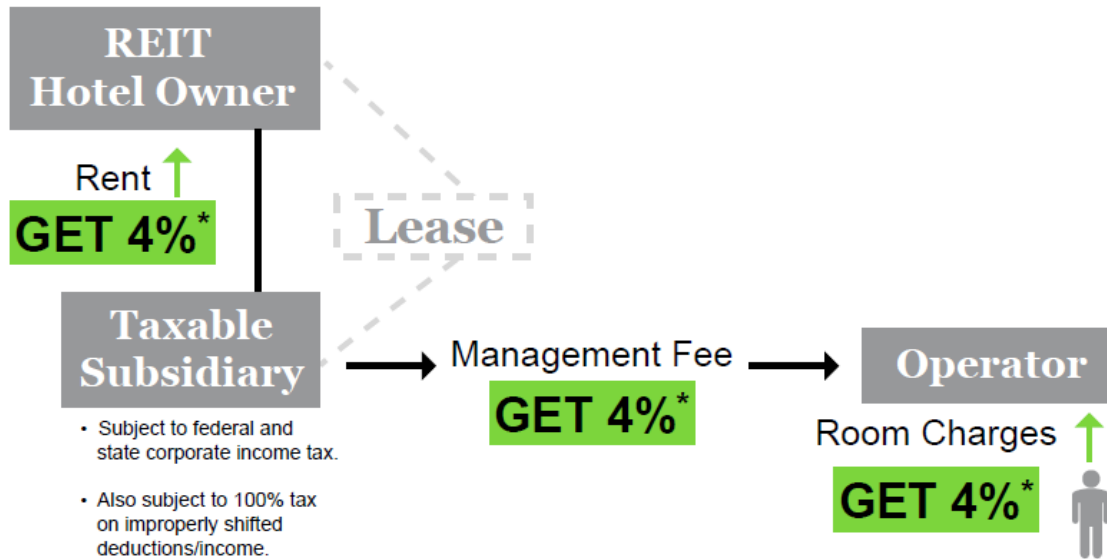 REIT
Hotel Owner
Rent
GET 4%*
Lease
Taxable
Subsidiary
Management Fee
GET 4%*
Operator
Room Charges
GET 4%*
• Subject to federal and
state corporate income tax.
• Also subject to 100% tax
on improperly shifted
deductions/income.